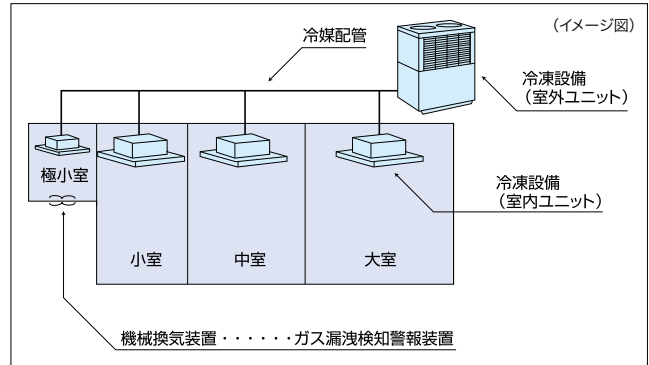 （イメージ図）
冷媒配管
冷凍設備
（室外ユニット）
極小室
冷凍設備
（室内ユニット）
小室
中室
大室
機械換気装置・・・・・・ガス漏洩検知警報装置